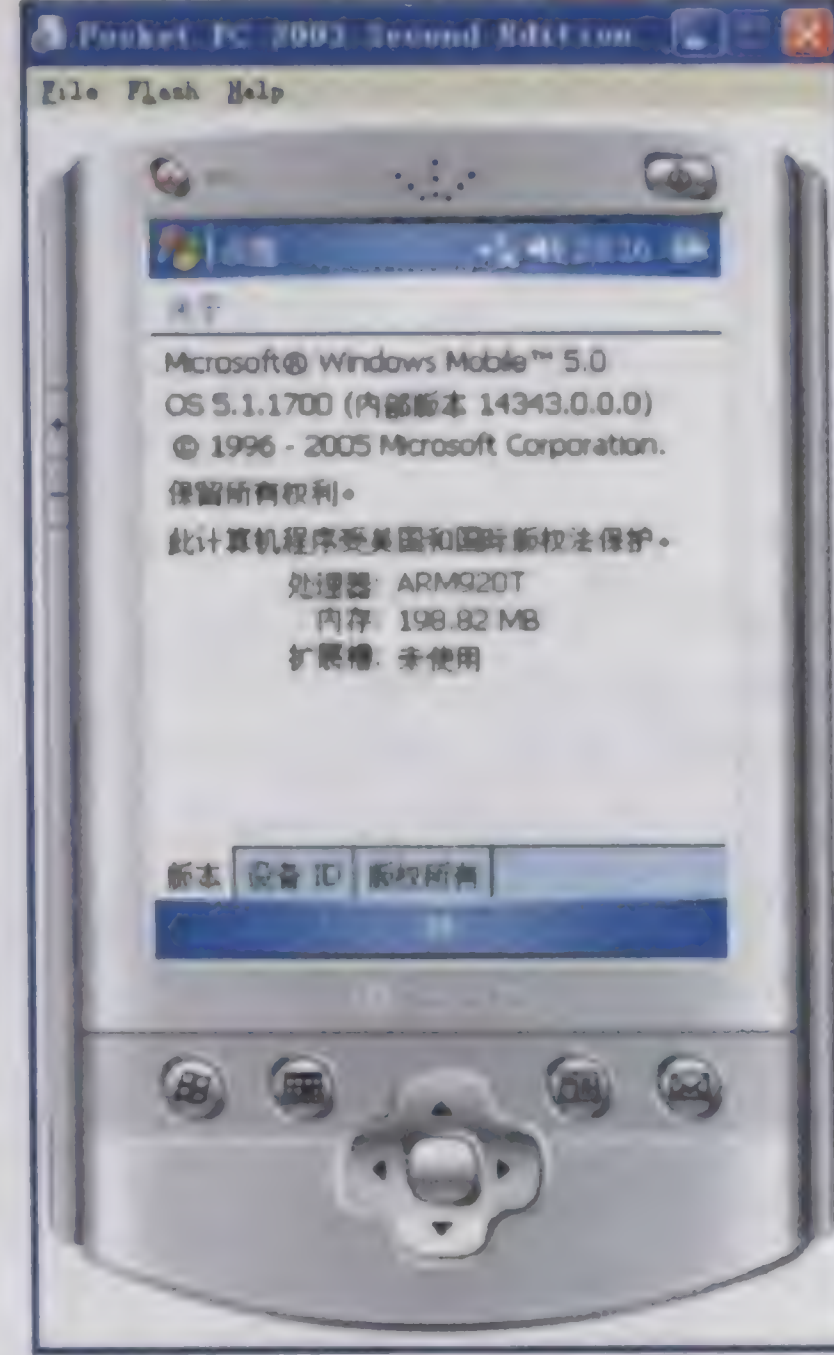 Pocket PC 2003 Second Edition
File Flash Help
关于
Microsoft® Windows Mobile™ 5.0
OS 5.1.1700 (内部版本 14343.0.0.0)
© 1996 - 2005 Microsoft Corporation.
保留所有权利。
此计算机程序受美国和国际版权法保护。
处理器: ARM920T
内存: 198.82 MB
扩展槽: 未使用
版本 设备 ID 版权所有